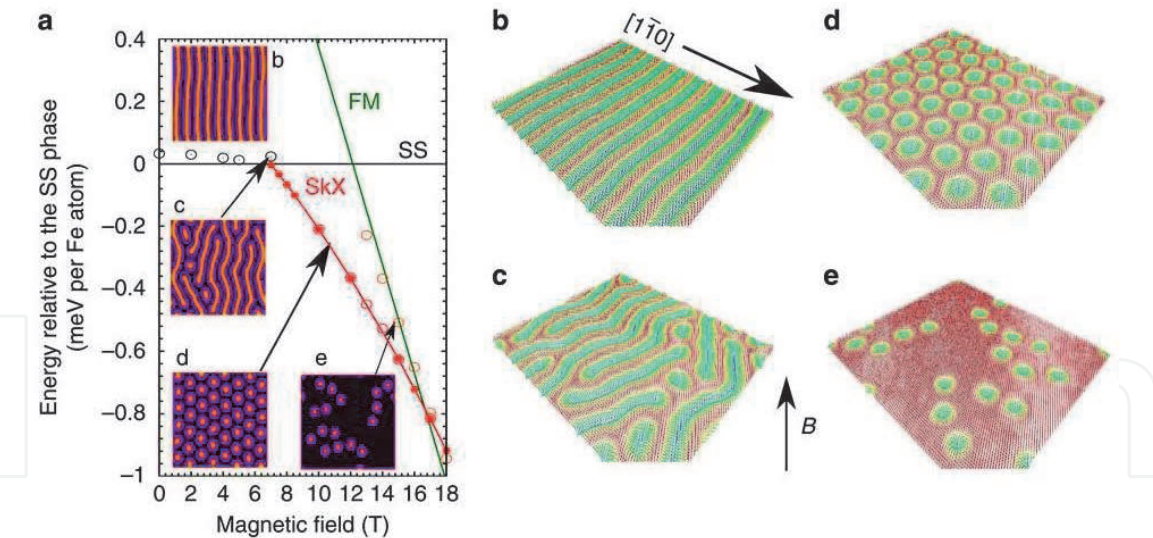 a
b
[11̄0]
d
0.4
0.2
0
−0.2
−0.4
−0.6
−0.8
−1
Energy relative to the SS phase
(meV per Fe atom)
b
FM
SS
SkX
c
d
e
0 2 4 6 8 10 12 14 16 18
Magnetic field (T)
c
B
e